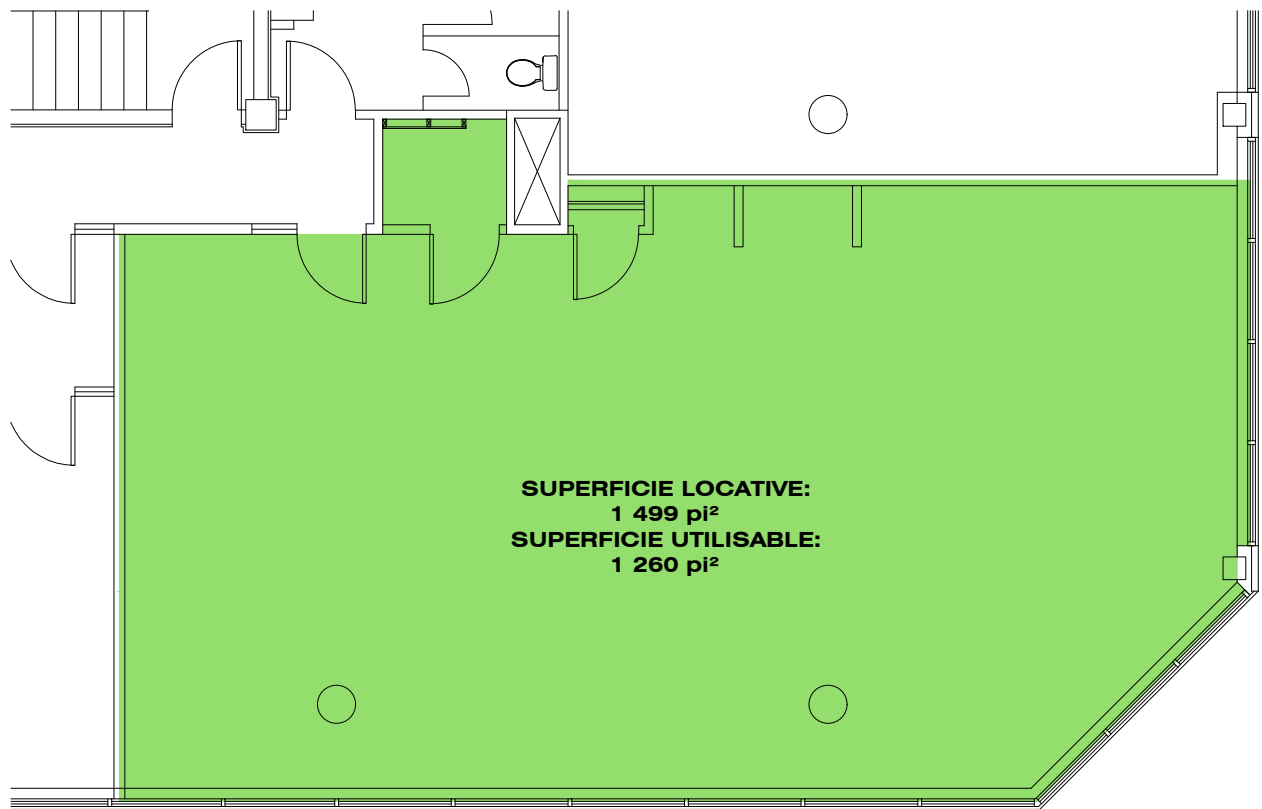 SUPERFICIE LOCATIVE:
1 499 pi²
SUPERFICIE UTILISABLE:
1 260 pi²